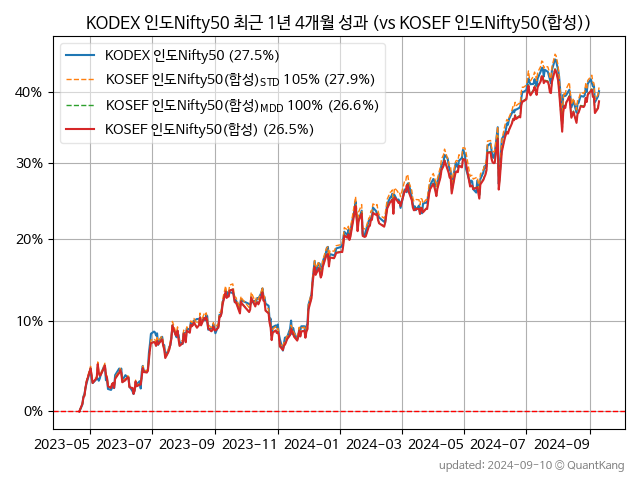 KODEX 인도Nifty50 최근 1년 4개월 성과 (vs KOSEF 인도Nifty50(합성))
KODEX 인도Nifty50 (27.5%)
KOSEF 인도Nifty50(합성)STD 105% (27.9%)
KOSEF 인도Nifty50(합성)MDD 100% (26.6%)
KOSEF 인도Nifty50(합성) (26.5%)
40%
30%
20%
10%
0%
2023-05 2023-07 2023-09 2023-11 2024-01 2024-03 2024-05 2024-07 2024-09
updated: 2024-09-10 © QuantKang